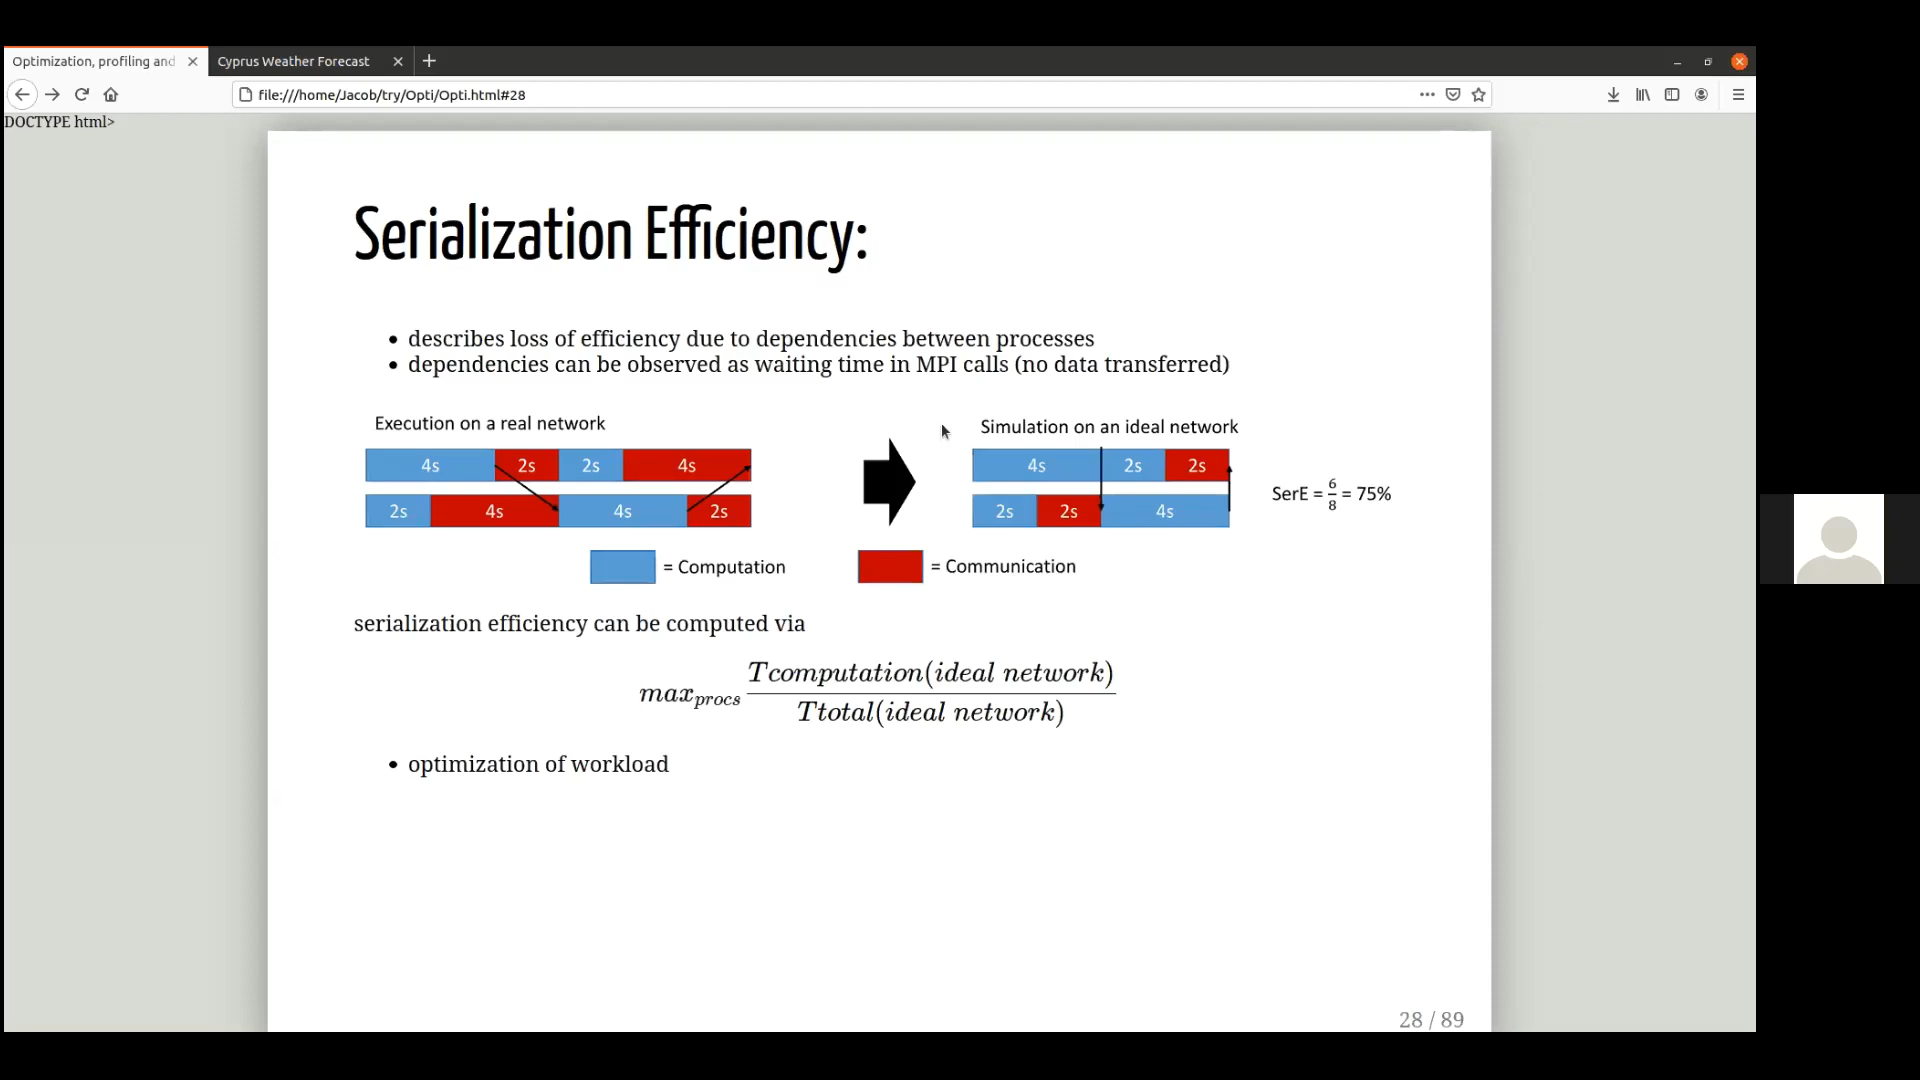 Optimization, profiling and
Cyprus Weather Forecast
file:///home/Jacob/try/Opti/Opti.html#28
DOCTYPE html>
Serialization Efficiency:
• describes loss of efficiency due to dependencies between processes
• dependencies can be observed as waiting time in MPI calls (no data transferred)
Execution on a real network
4s 2s 2s 4s
2s 4s 4s 2s
Simulation on an ideal network
4s 2s 2s
2s 2s 4s
SerE = 6/8 = 75%
= Computation
= Communication
serialization efficiency can be computed via
max_procs Tcomputation(ideal network) / Ttotal(ideal network)
• optimization of workload
28 / 89